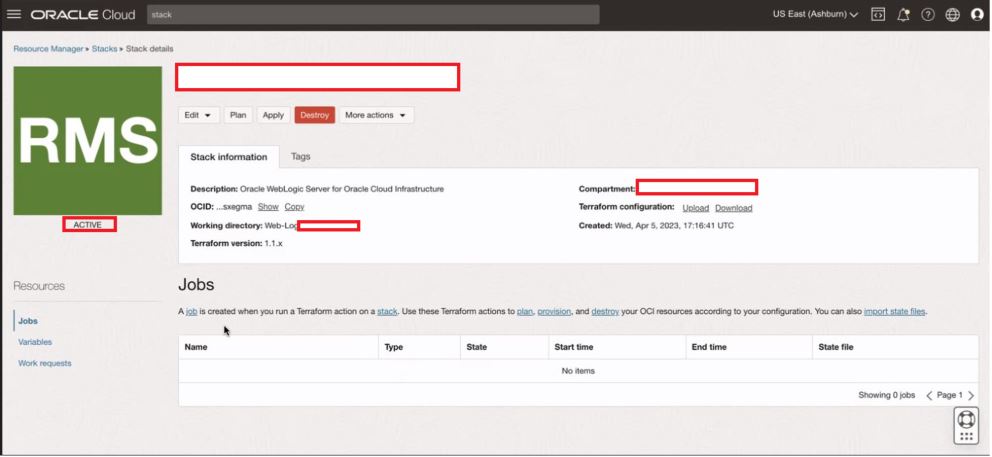 ORACLE Cloud
stack
US East (Ashburn)
Resource Manager » Stacks » Stack details
RMS
ACTIVE
Edit
Plan
Apply
Destroy
More actions
Stack information
Tags
Description: Oracle WebLogic Server for Oracle Cloud Infrastructure
OCID: ...sxegma Show Copy
Working directory: Web-Log
Terraform version: 1.1.x
Compartment:
Terraform configuration: Upload Download
Created: Wed, Apr 5, 2023, 17:16:41 UTC
Resources
Jobs
Variables
Work requests
Jobs
A job is created when you run a Terraform action on a stack. Use these Terraform actions to plan, provision, and destroy your OCI resources according to your configuration. You can also import state files.
Name Type State Start time End time State file
No items
Showing 0 jobs < Page 1 >